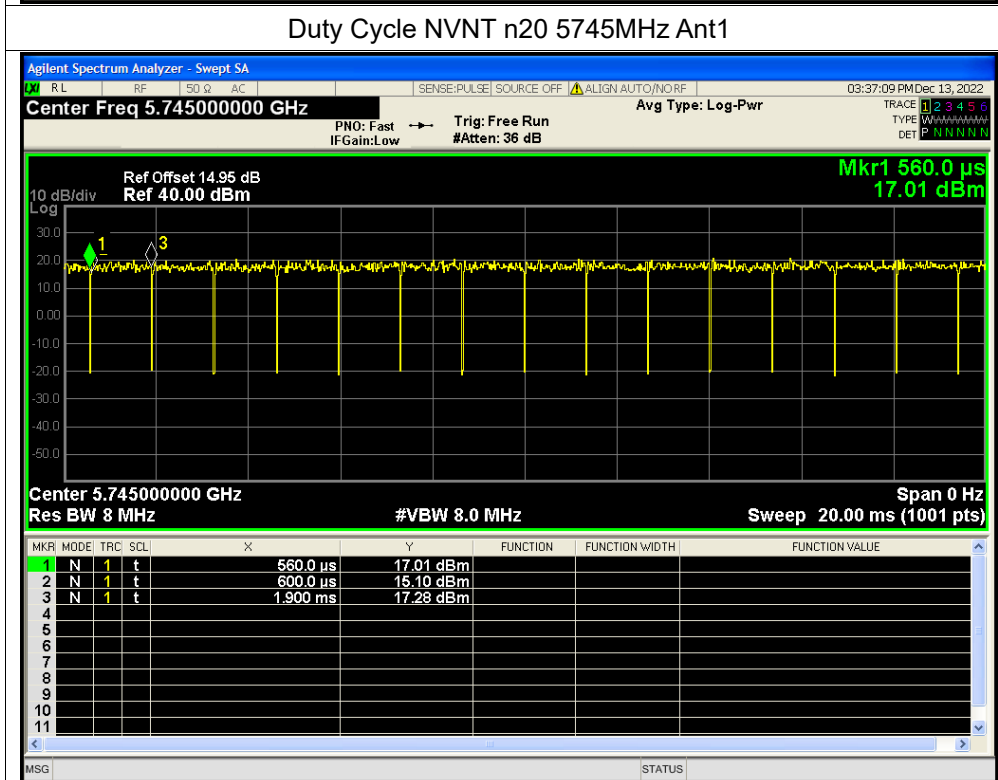 Duty Cycle NVNT n20 5745MHz Ant1
Agilent Spectrum Analyzer - Swept SA
LXI RL RF 50 Ω AC SENSE:PULSE SOURCE OFF ALIGN AUTO/NO RF 03:37:09 PM Dec 13, 2022
Center Freq 5.745000000 GHz Avg Type: Log-Pwr TRACE 1 2 3 4 5 6
PNO: Fast Trig: Free Run TYPE
IFGain:Low #Atten: 36 dB DET P N N N N N
Mkr1 560.0 µs
Ref Offset 14.95 dB
10 dB/div Ref 40.00 dBm 17.01 dBm
Log
30.0
1 3
20.0
10.0
0.00
-10.0
-20.0
-30.0
-40.0
-50.0
Center 5.745000000 GHz Span 0 Hz
Res BW 8 MHz #VBW 8.0 MHz Sweep 20.00 ms (1001 pts)
MKR MODE TRC SCL X Y FUNCTION FUNCTION WIDTH FUNCTION VALUE
1 N 1 t 560.0 µs 17.01 dBm
2 N 1 t 600.0 µs 15.10 dBm
3 N 1 t 1.900 ms 17.28 dBm
4
5
6
7
8
9
10
11
MSG STATUS